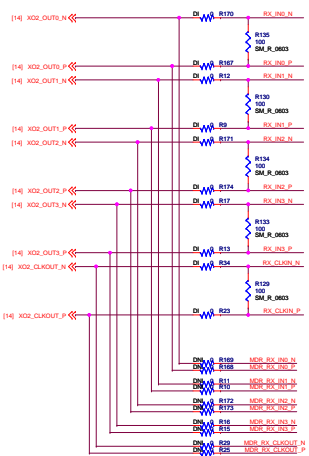 [14] XO2_OUT0_N DI 0 R170 RX_IN0_N
R135
100
SM_R_0603
[14] XO2_OUT0_P DI 0 R167 RX_IN0_P
[14] XO2_OUT1_N DI 0 R12 RX_IN1_N
R130
100
SM_R_0603
[14] XO2_OUT1_P DI 0 R9 RX_IN1_P
[14] XO2_OUT2_N DI 0 R171 RX_IN2_N
R134
100
SM_R_0603
[14] XO2_OUT2_P DI 0 R174 RX_IN2_P
[14] XO2_OUT3_N DI 0 R17 RX_IN3_N
R133
100
SM_R_0603
[14] XO2_OUT3_P DI 0 R13 RX_IN3_P
[14] XO2_CLKOUT_N DI 0 R34 RX_CLKIN_N
R129
100
SM_R_0603
[14] XO2_CLKOUT_P DI 0 R23 RX_CLKIN_P
DNI 0 R169 MDR_RX_IN0_N
DNI 0 R168 MDR_RX_IN0_P
DNI 0 R11 MDR_RX_IN1_N
DNI 0 R10 MDR_RX_IN1_P
DNI 0 R172 MDR_RX_IN2_N
DNI 0 R173 MDR_RX_IN2_P
DNI 0 R16 MDR_RX_IN3_N
DNI 0 R15 MDR_RX_IN3_P
DNI 0 R29 MDR_RX_CLKOUT_N
DNI 0 R25 MDR_RX_CLKOUT_P